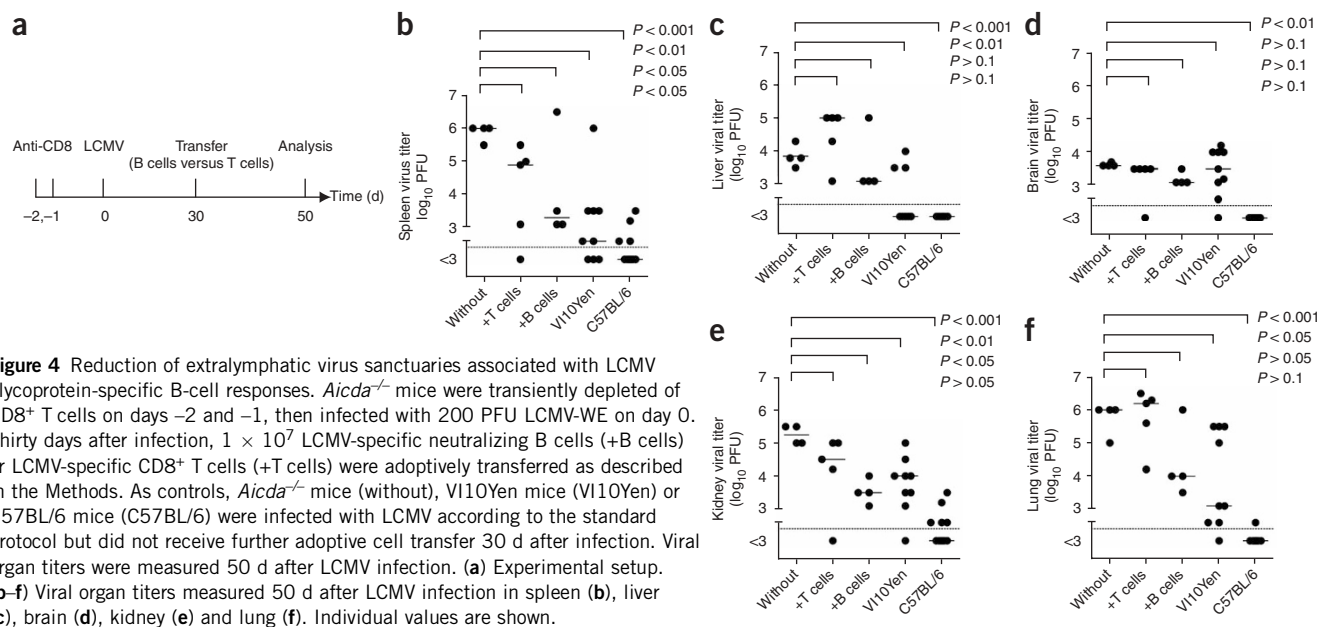 a
Anti-CD8 LCMV Transfer Analysis
(B cells versus T cells)
Time (d)
–2,–1 0 30 50
b
P < 0.001
P < 0.01
P < 0.05
P < 0.05
Spleen virus titer
log10 PFU
7
6
5
4
3
<3
Without
+T cells
+B cells
VI10Yen
C57BL/6
c
P < 0.001
P < 0.01
P > 0.1
P > 0.1
Liver viral titer
(log10 PFU)
7
6
5
4
3
<3
Without
+T cells
+B cells
VI10Yen
C57BL/6
d
P < 0.01
P > 0.1
P > 0.1
P > 0.1
Brain viral titer
(log10 PFU)
7
6
5
4
3
<3
Without
+T cells
+B cells
VI10Yen
C57BL/6
e
P < 0.001
P < 0.01
P < 0.05
P > 0.05
Kidney viral titer
(log10 PFU)
7
6
5
4
3
<3
Without
+T cells
+B cells
VI10Yen
C57BL/6
f
P < 0.001
P < 0.05
P > 0.05
P > 0.1
Lung viral titer
(log10 PFU)
7
6
5
4
3
<3
Without
+T cells
+B cells
VI10Yen
C57BL/6
igure 4 Reduction of extralymphatic virus sanctuaries associated with LCMV
lycoprotein-specific B-cell responses. Aicda–/– mice were transiently depleted of
D8+ T cells on days –2 and –1, then infected with 200 PFU LCMV-WE on day 0.
hirty days after infection, 1 × 10⁷ LCMV-specific neutralizing B cells (+B cells)
r LCMV-specific CD8+ T cells (+T cells) were adoptively transferred as described
n the Methods. As controls, Aicda–/– mice (without), VI10Yen mice (VI10Yen) or
57BL/6 mice (C57BL/6) were infected with LCMV according to the standard
rotocol but did not receive further adoptive cell transfer 30 d after infection. Viral
rgan titers were measured 50 d after LCMV infection. (a) Experimental setup.
b–f) Viral organ titers measured 50 d after LCMV infection in spleen (b), liver
c), brain (d), kidney (e) and lung (f). Individual values are shown.